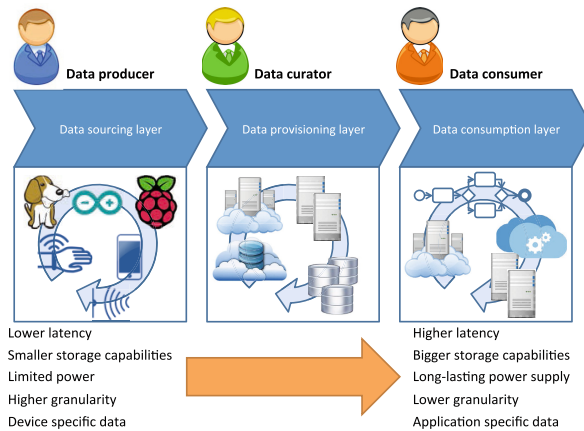 Data producer
Data curator
Data consumer
Data sourcing layer
Data provisioning layer
Data consumption layer
Lower latency
Smaller storage capabilities
Limited power
Higher granularity
Device specific data
Higher latency
Bigger storage capabilities
Long-lasting power supply
Lower granularity
Application specific data